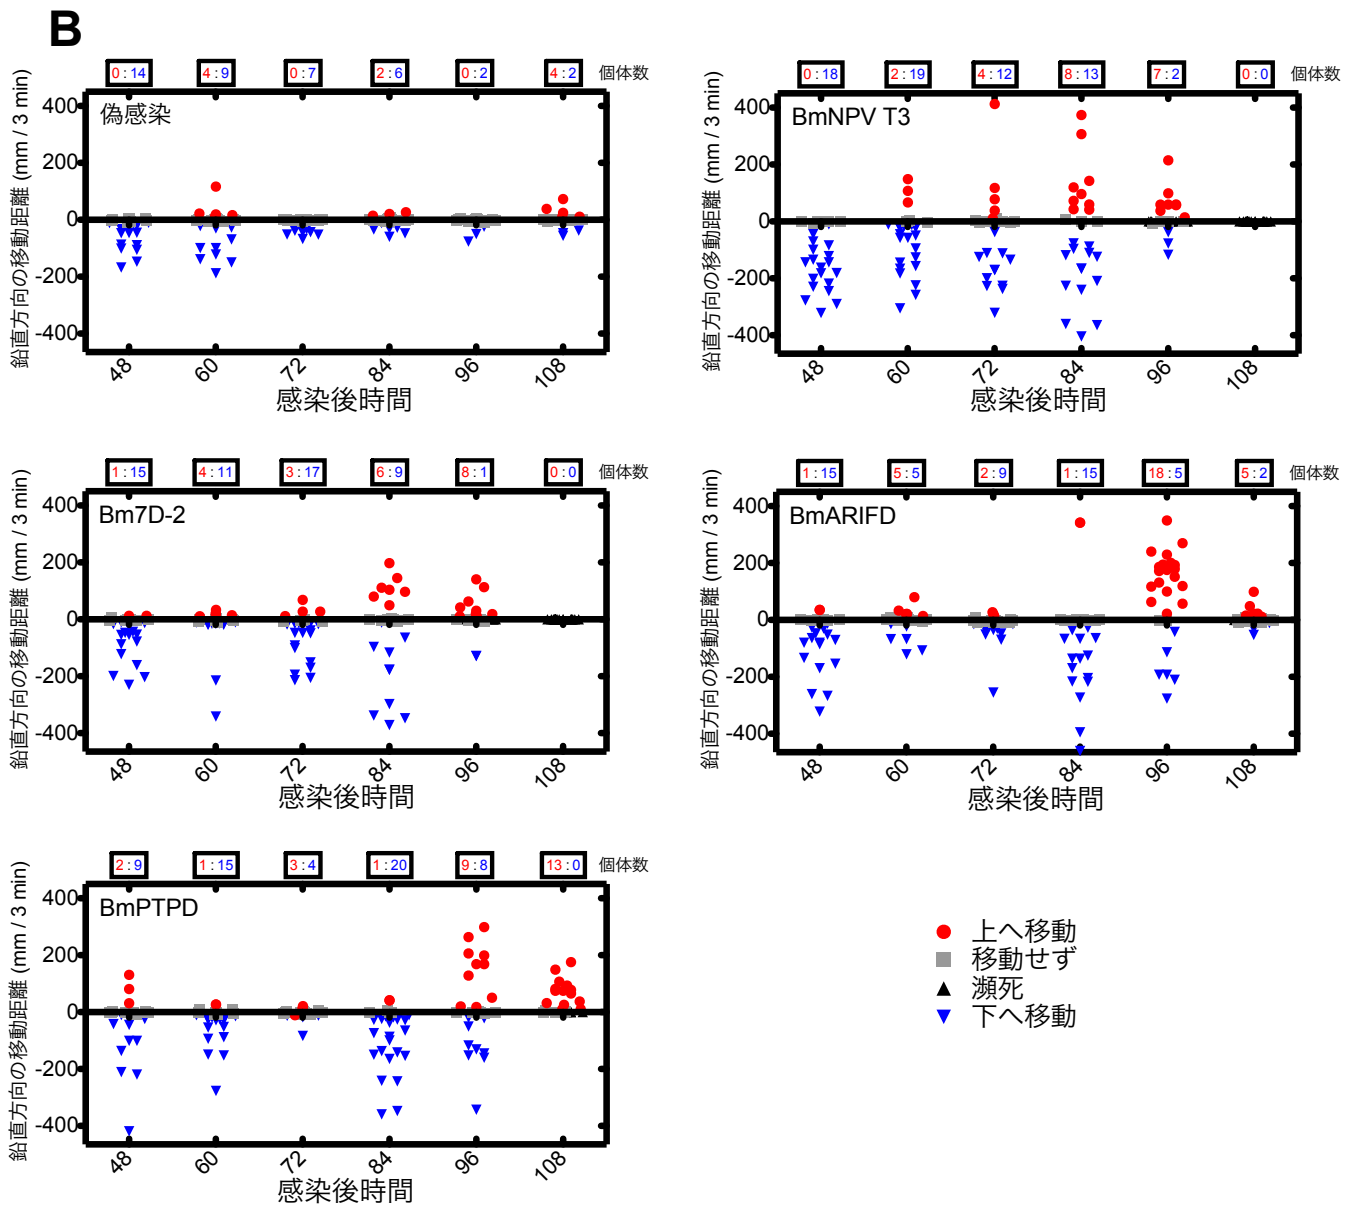 B
0:14 4:9 0:7 2:6 0:2 4:2 個体数
偽感染
鉛直方向の移動距離 (mm / 3 min)
400
200
0
-200
-400
48 60 72 84 96 108
感染後時間
0:18 2:19 4:12 8:13 7:2 0:0 個体数
BmNPV T3
鉛直方向の移動距離 (mm / 3 min)
400
200
0
-200
-400
48 60 72 84 96 108
感染後時間
1:15 4:11 3:17 6:9 8:1 0:0 個体数
Bm7D-2
鉛直方向の移動距離 (mm / 3 min)
400
200
0
-200
-400
48 60 72 84 96 108
感染後時間
1:15 5:5 2:9 1:15 18:5 5:2 個体数
BmARIFD
鉛直方向の移動距離 (mm / 3 min)
400
200
0
-200
-400
48 60 72 84 96 108
感染後時間
2:9 1:15 3:4 1:20 9:8 13:0 個体数
BmPTPD
鉛直方向の移動距離 (mm / 3 min)
400
200
0
-200
-400
48 60 72 84 96 108
感染後時間
上へ移動
移動せず
瀕死
下へ移動